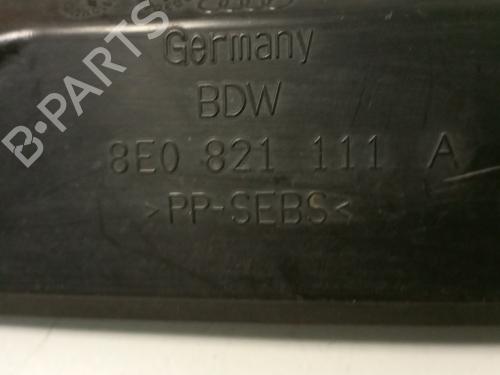 Germany
BDW
8E0 821 111 A
>PP-SEBS<
B-PARTS